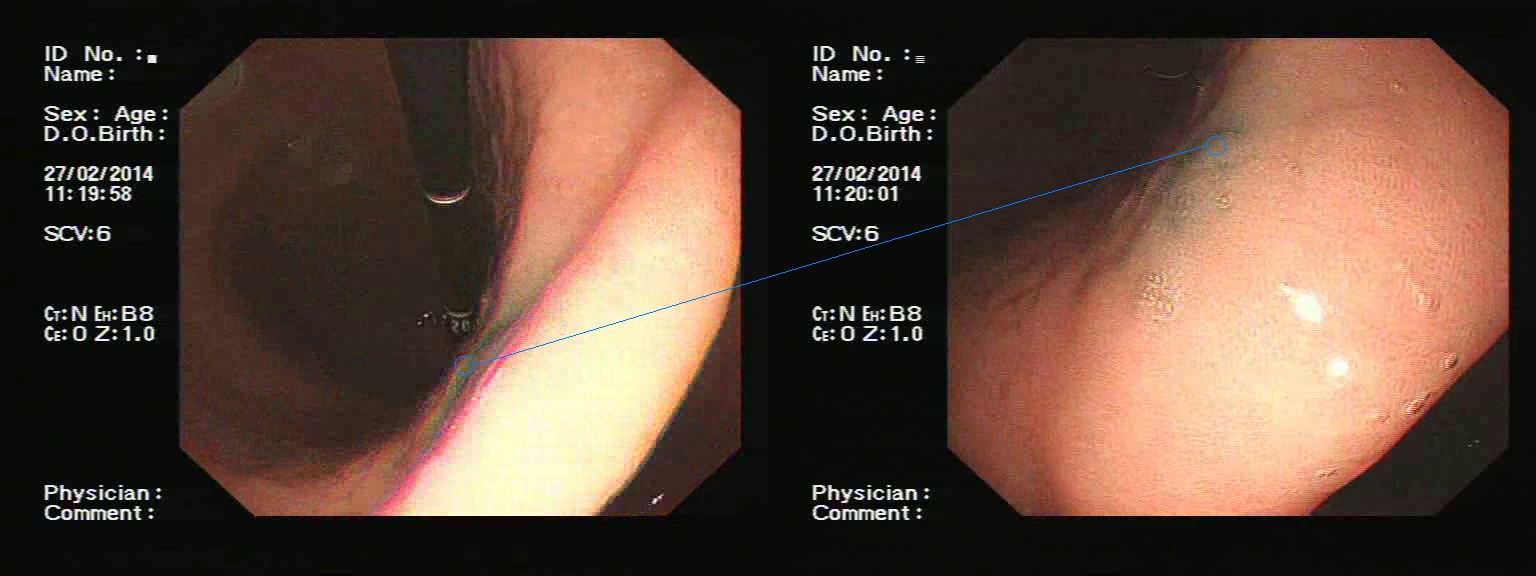 ID No. :
Name:
Sex: Age:
D.O.Birth:
27/02/2014
11:19:58
SCV:6
CT:N EH:B8
CE:0 Z:1.0
Physician:
Comment:
ID No. :
Name:
Sex: Age:
D.O.Birth:
27/02/2014
11:20:01
SCV:6
CT:N EH:B8
CE:0 Z:1.0
Physician:
Comment: